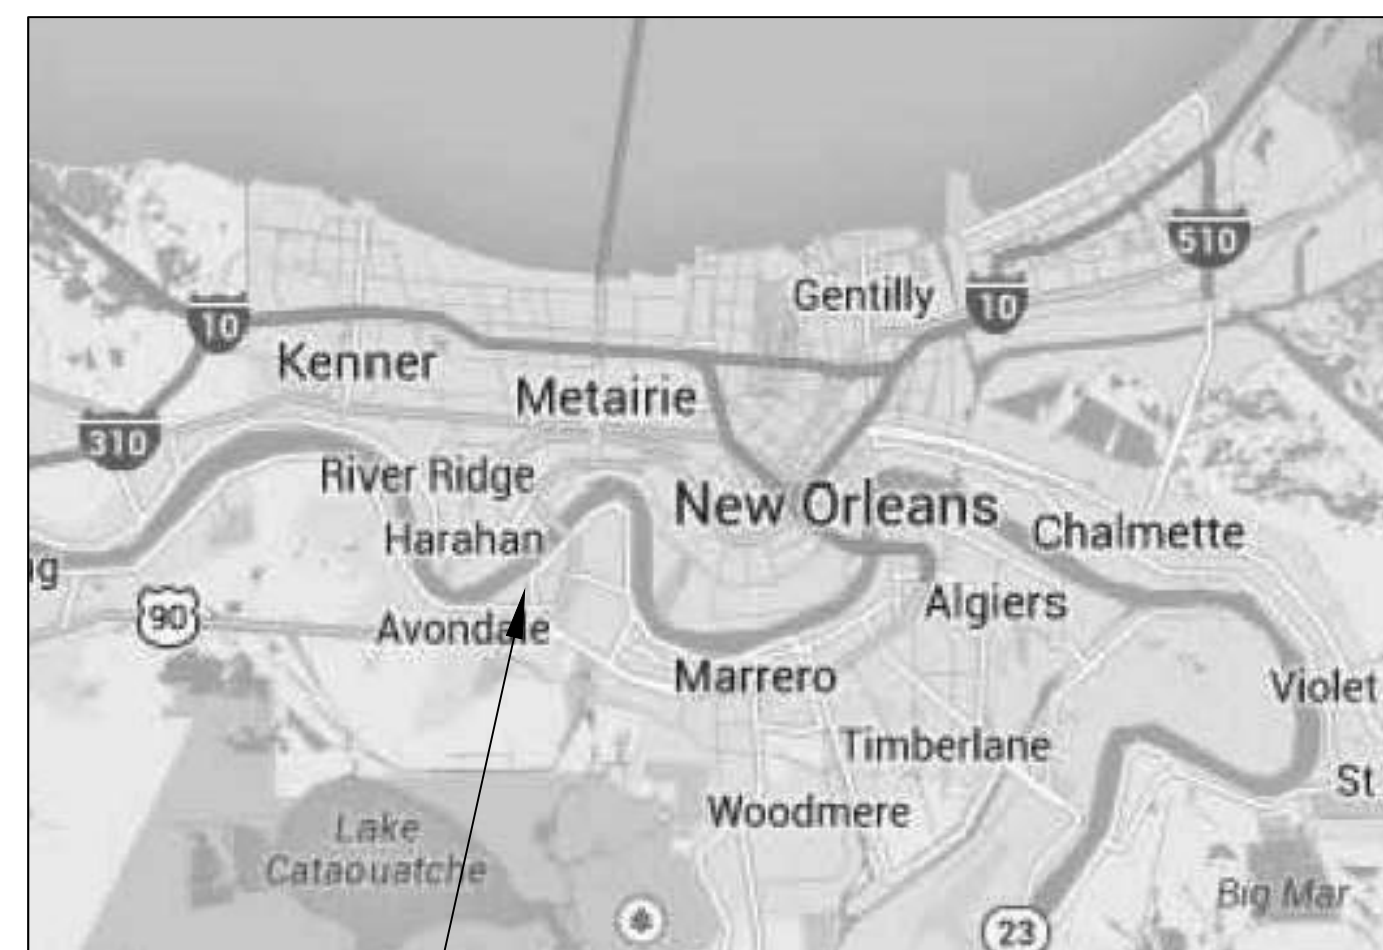 510
Gentilly
10
10
Kenner
Metairie
310
River Ridge
New Orleans
Harahan
Chalmette
90
Avondale
Algiers
Marrero
Violet
Timberlane
St
Woodmere
Lake
Cataouatche
Big Mar
23